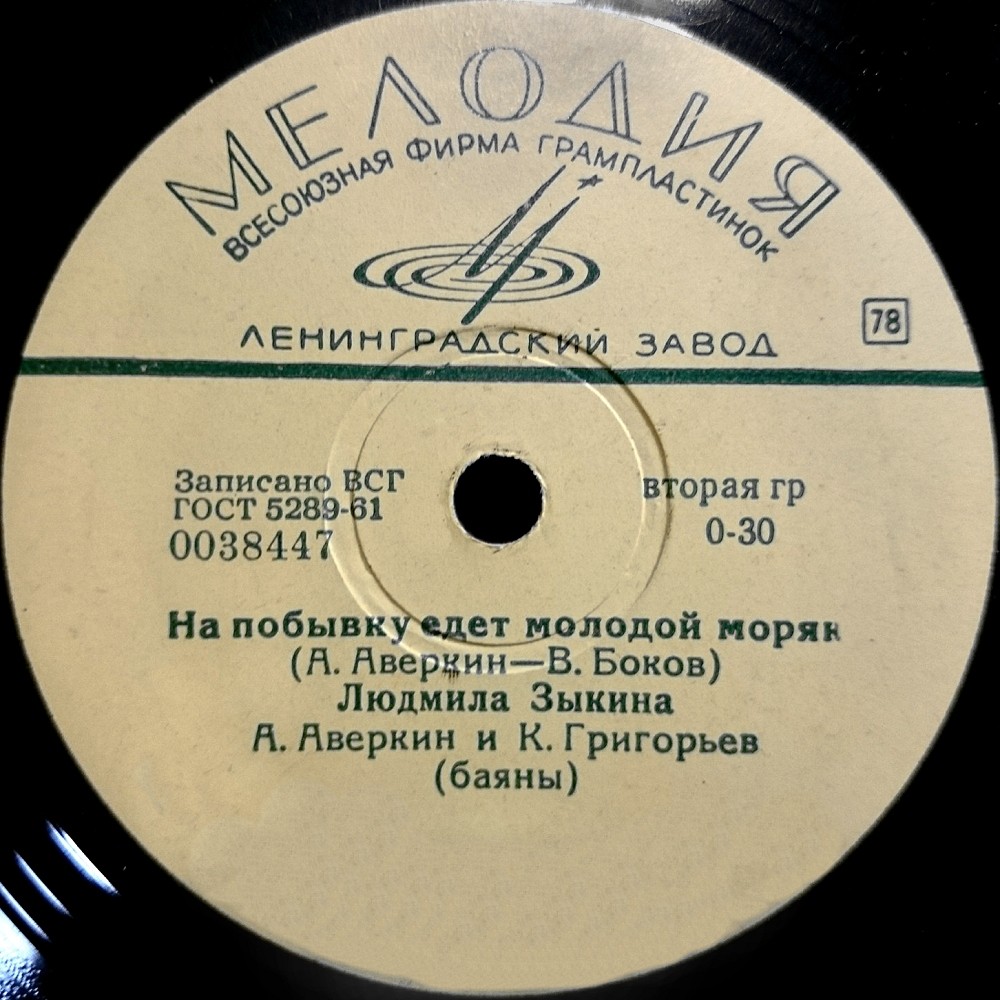 МЕЛОДИЯ
ВСЕСОЮЗНАЯ ФИРМА ГРАМПЛАСТИНОК
ЛЕНИНГРАДСКИЙ ЗАВОД
78
Записано ВСГ
ГОСТ 5289-61
0038447
вторая гр
0-30
На побывку едет молодой моряк
(А. Аверкин—В. Боков)
Людмила Зыкина
А. Аверкин и К. Григорьев
(баяны)